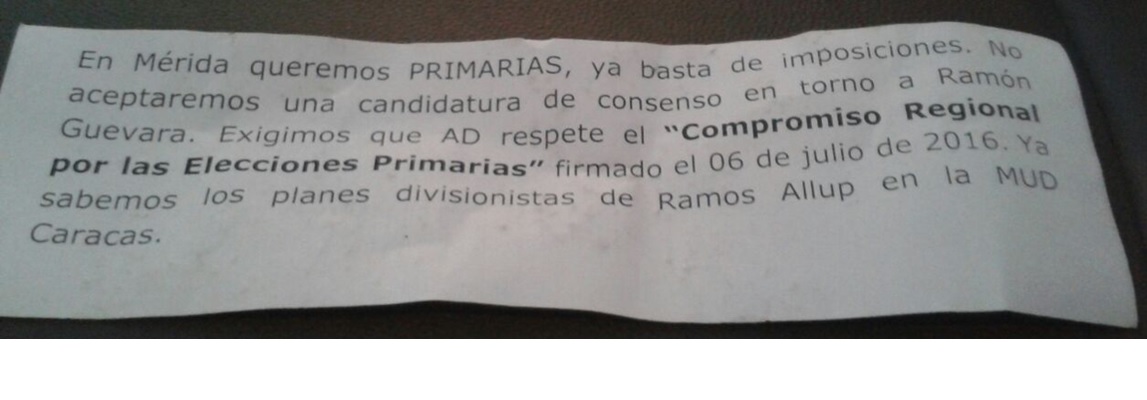 En Mérida queremos PRIMARIAS, ya basta de imposiciones. No
aceptaremos una candidatura de consenso en torno a Ramón
Guevara. Exigimos que AD respete el "Compromiso Regional
por las Elecciones Primarias" firmado el 06 de julio de 2016. Ya
sabemos los planes divisionistas de Ramos Allup en la MUD
Caracas.